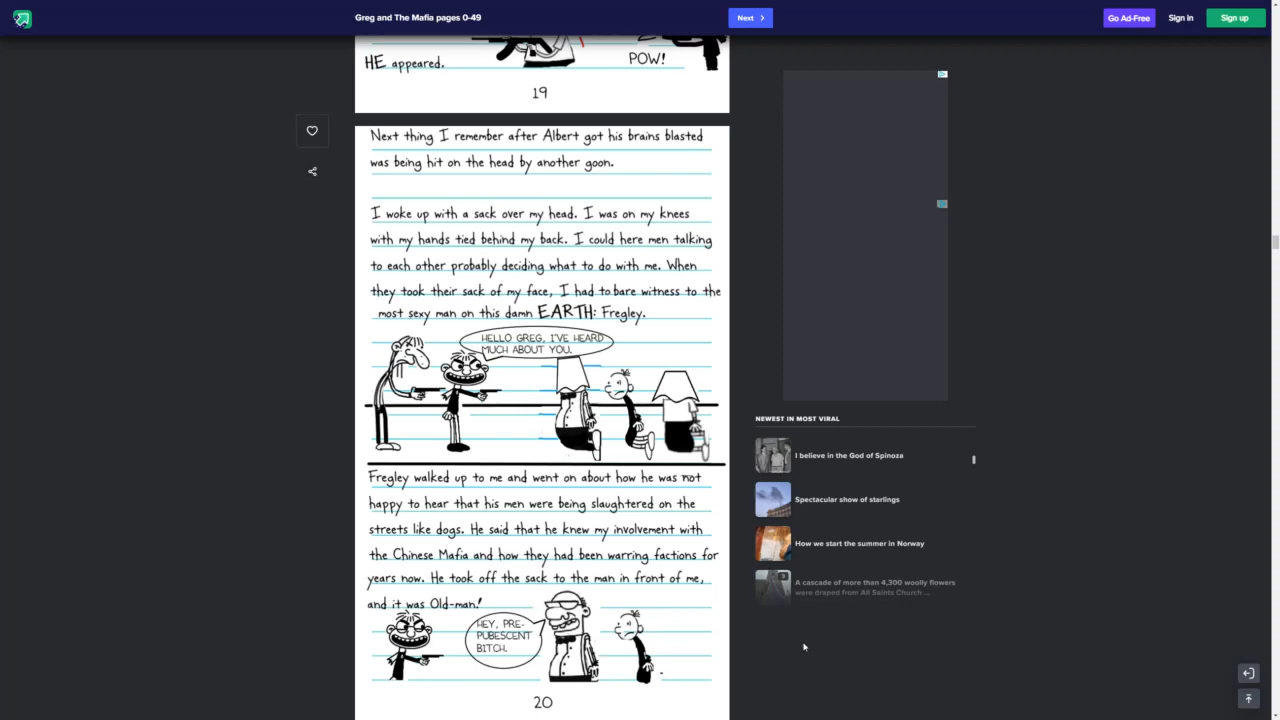 Greg and The Mafia pages 0-49
Next
Go Ad-Free
Sign in
Sign up
HE appeared.
POW!
19
Next thing I remember after Albert got his brains blasted
was being hit on the head by another goon.
I woke up with a sack over my head. I was on my knees
with my hands tied behind my back. I could here men talking
to each other probably deciding what to do with me. When
they took their sack of my face, I had to bare witness to the
most sexy man on this damn EARTH: Fregley.
HELLO GREG, I'VE HEARD
MUCH ABOUT YOU.
Fregley walked up to me and went on about how he was not
happy to hear that his men were being slaughtered on the
streets like dogs. He said that he knew my involvement with
the Chinese Mafia and how they had been warring factions for
years now. He took off the sack to the man in front of me,
and it was Old-man!
HEY, PRE-
PUBESCENT
BITCH.
20
NEWEST IN MOST VIRAL
I believe in the God of Spinoza
Spectacular show of starlings
How we start the summer in Norway
A cascade of more than 4,300 woolly flowers
were draped from All Saints Church ...